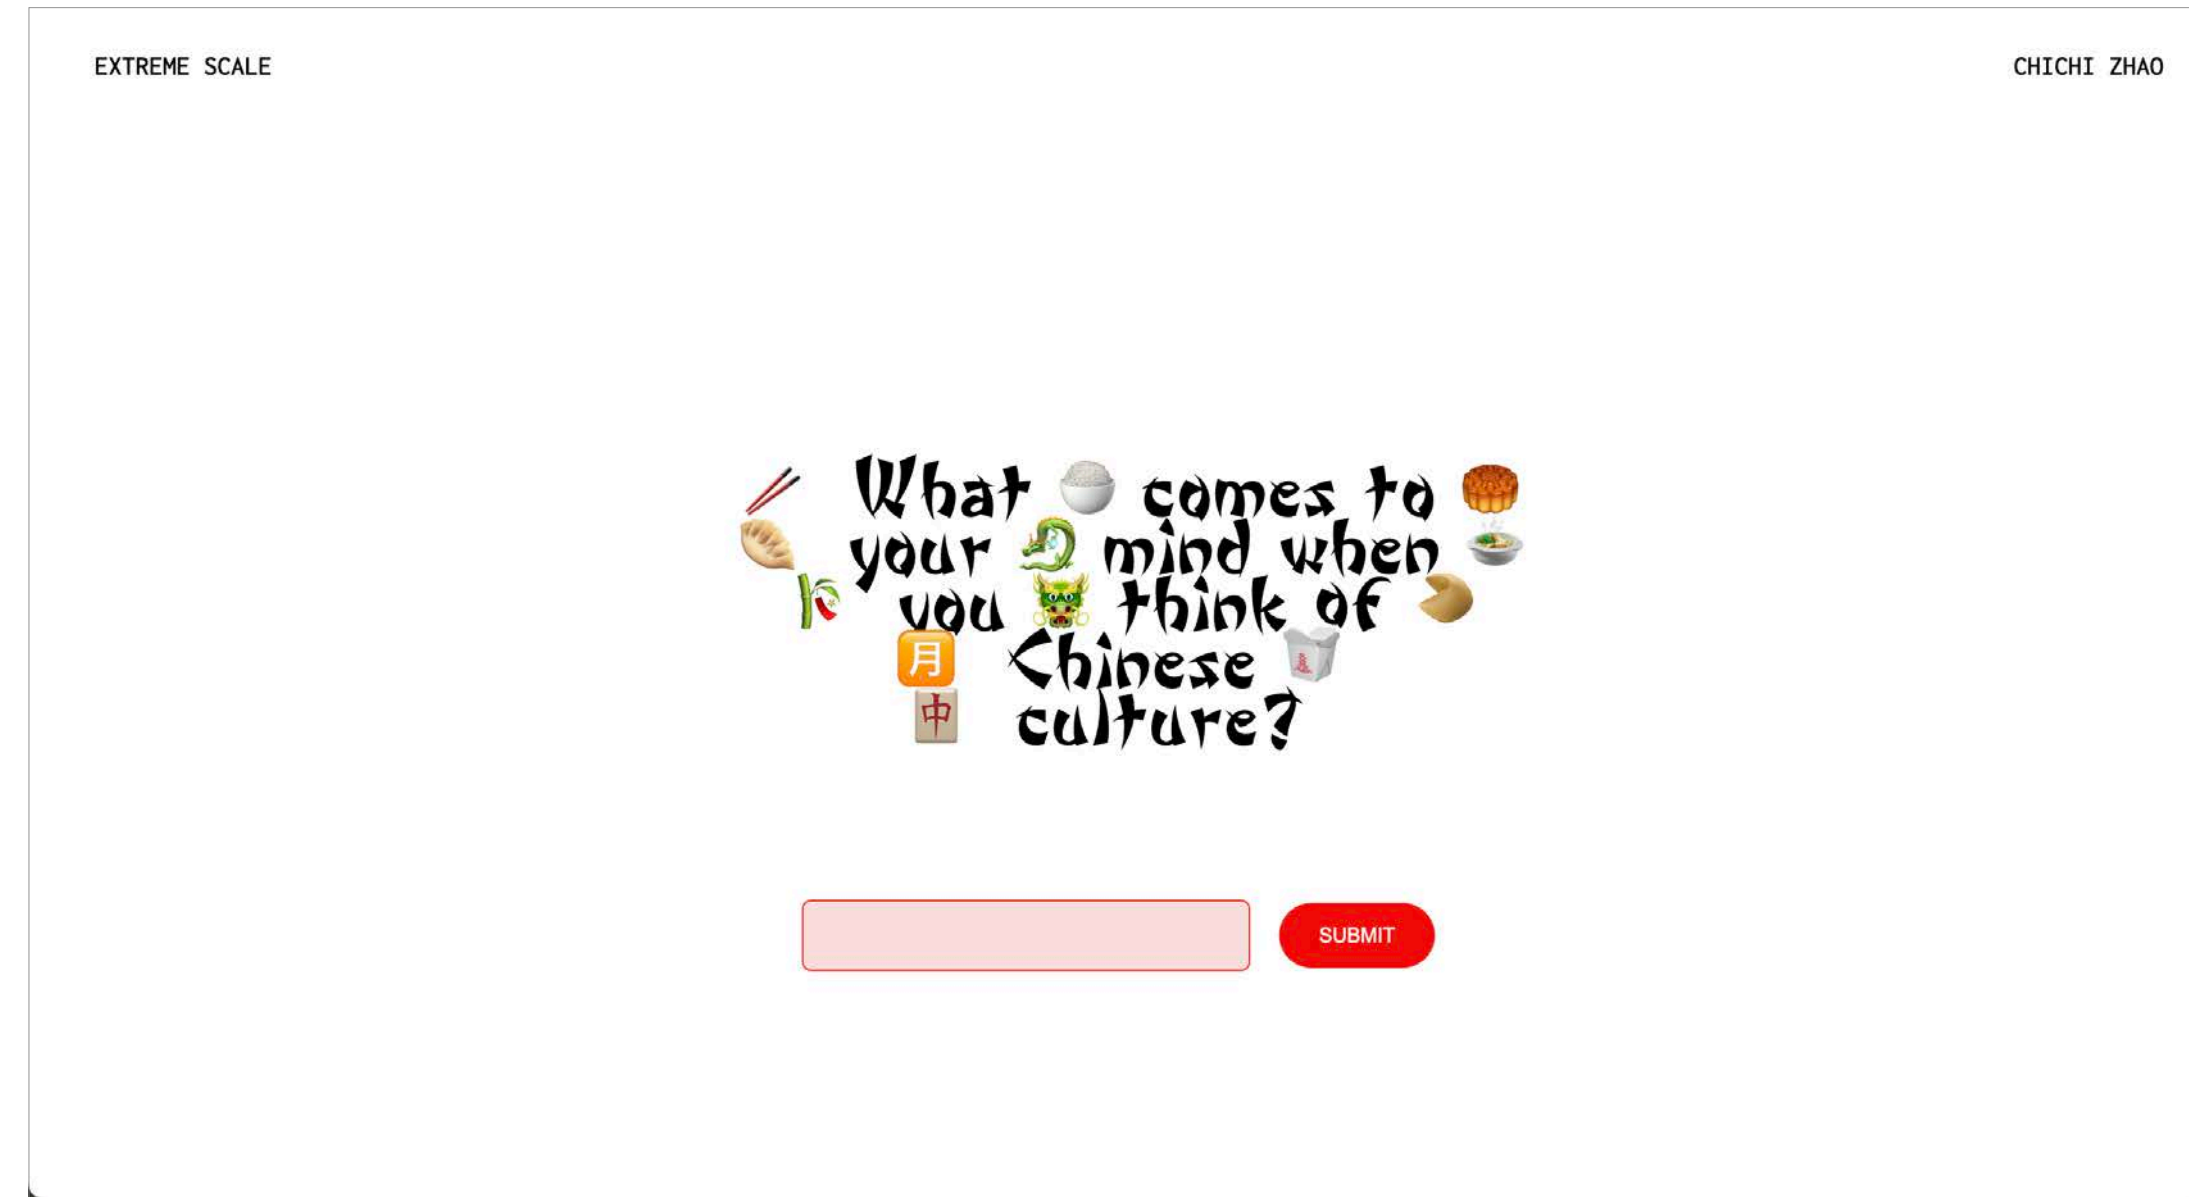 EXTREME SCALE
CHICHI ZHAO
What comes to
your mind when
you think of
月 Chinese
中 culture?
SUBMIT